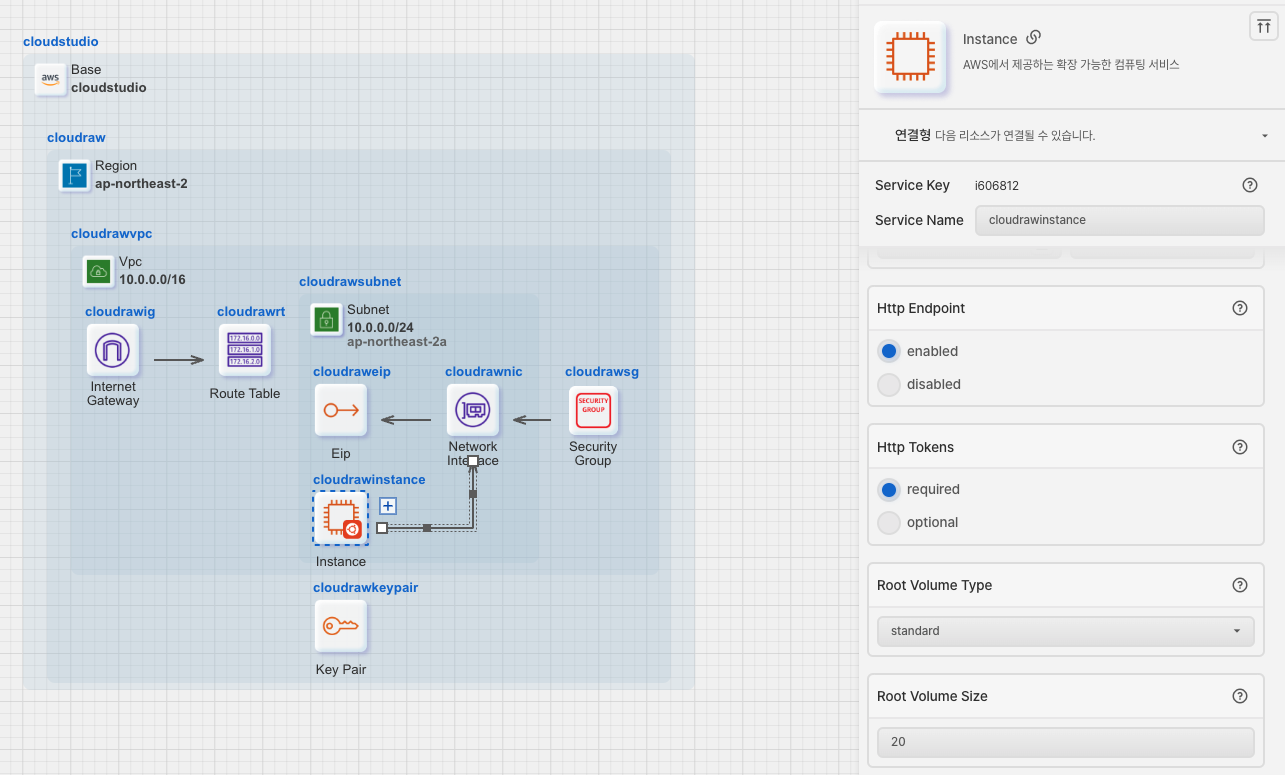 cloudstudio
aws
Base
cloudstudio
cloudraw
Region
ap-northeast-2
cloudrawvpc
Vpc
10.0.0.0/16
cloudrawsubnet
Subnet
10.0.0.0/24
ap-northeast-2a
cloudrawig
Internet
Gateway
cloudrawrt
172.16.0.0
172.16.1.0
172.16.2.0
Route Table
cloudraweip
Eip
cloudrawnic
Network
cloudrawsg
SECURITY
GROUP
Security
Group
cloudrawinstance
Instance
cloudrawkeypair
Key Pair
Instance
AWS에서 제공하는 확장 가능한 컴퓨팅 서비스
연결형 다음 리소스가 연결될 수 있습니다.
Service Key i606812
Service Name cloudrawinstance
Http Endpoint
enabled
disabled
Http Tokens
required
optional
Root Volume Type
standard
Root Volume Size
20